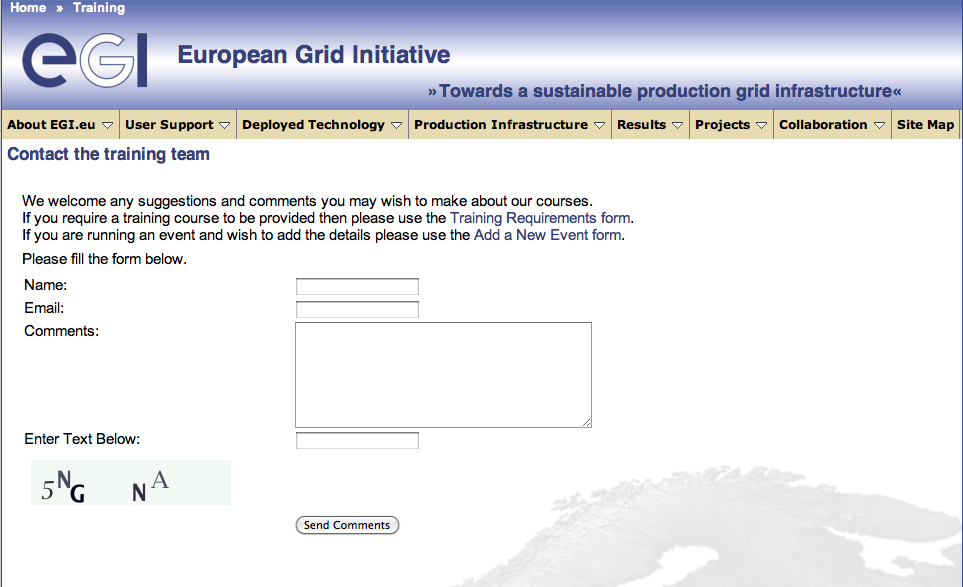 Home » Training
eGI European Grid Initiative
»Towards a sustainable production grid infrastructure«
About EGI.eu User Support Deployed Technology Production Infrastructure Results Projects Collaboration Site Map
Contact the training team
We welcome any suggestions and comments you may wish to make about our courses.
If you require a training course to be provided then please use the Training Requirements form.
If you are running an event and wish to add the details please use the Add a New Event form.
Please fill the form below.
Name:
Email:
Comments:
Enter Text Below:
5NG NA
Send Comments